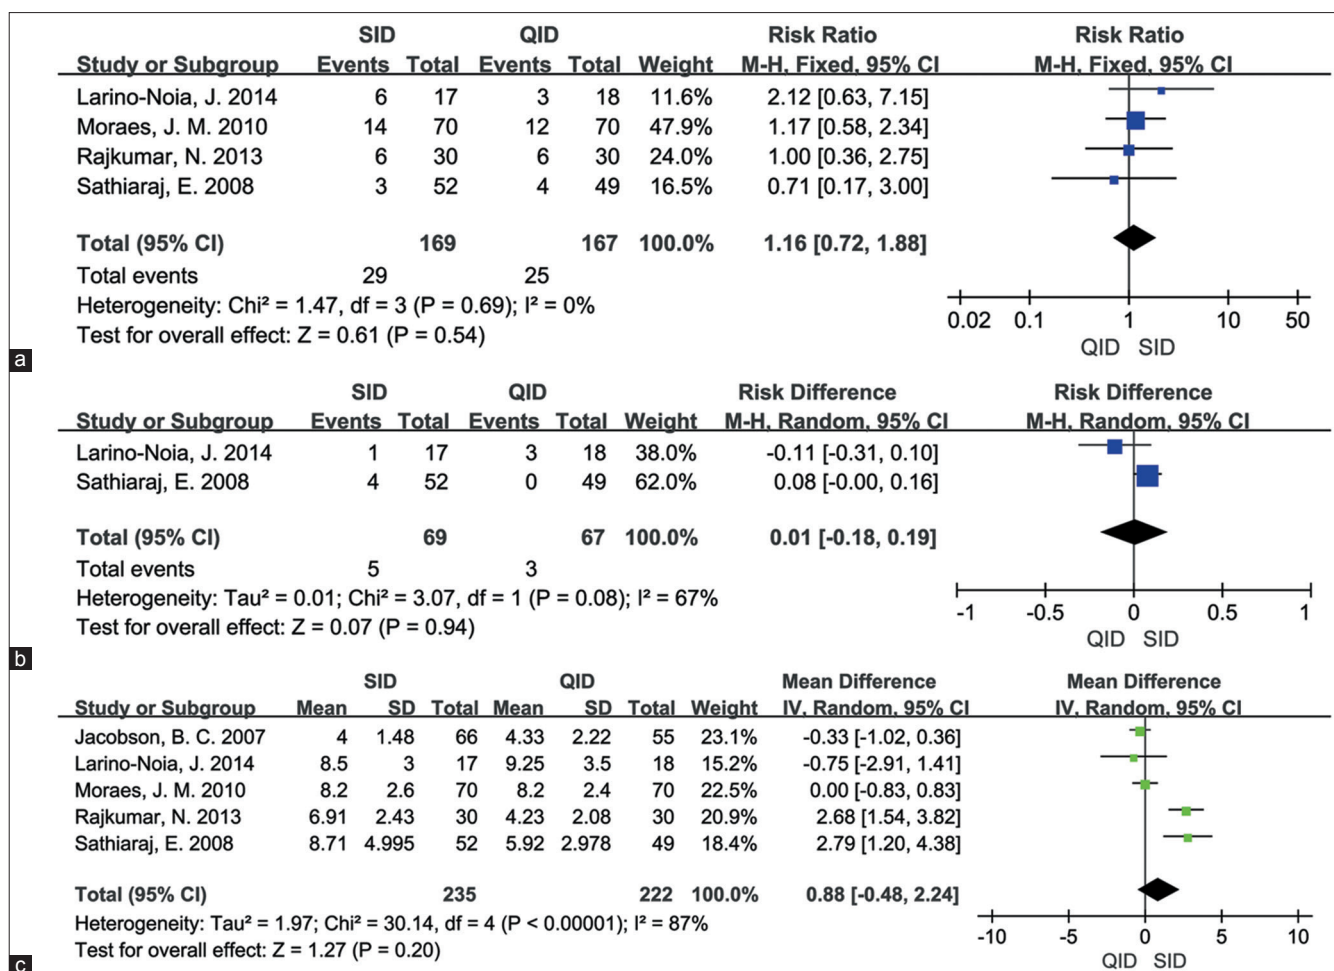 SID QID Risk Ratio Risk Ratio
Study or Subgroup Events Total Events Total Weight M-H, Fixed, 95% CI M-H, Fixed, 95% CI
Larino-Noia, J. 2014 6 17 3 18 11.6% 2.12 [0.63, 7.15]
Moraes, J. M. 2010 14 70 12 70 47.9% 1.17 [0.58, 2.34]
Rajkumar, N. 2013 6 30 6 30 24.0% 1.00 [0.36, 2.75]
Sathiaraj, E. 2008 3 52 4 49 16.5% 0.71 [0.17, 3.00]
Total (95% CI) 169 167 100.0% 1.16 [0.72, 1.88]
Total events 29 25
Heterogeneity: Chi² = 1.47, df = 3 (P = 0.69); I² = 0%
Test for overall effect: Z = 0.61 (P = 0.54)
0.02 0.1 1 10 50
QID SID
a
SID QID Risk Difference Risk Difference
Study or Subgroup Events Total Events Total Weight M-H, Random, 95% CI M-H, Random, 95% CI
Larino-Noia, J. 2014 1 17 3 18 38.0% -0.11 [-0.31, 0.10]
Sathiaraj, E. 2008 4 52 0 49 62.0% 0.08 [-0.00, 0.16]
Total (95% CI) 69 67 100.0% 0.01 [-0.18, 0.19]
Total events 5 3
Heterogeneity: Tau² = 0.01; Chi² = 3.07, df = 1 (P = 0.08); I² = 67%
Test for overall effect: Z = 0.07 (P = 0.94)
-1 -0.5 0 0.5 1
QID SID
b
SID QID Mean Difference Mean Difference
Study or Subgroup Mean SD Total Mean SD Total Weight IV, Random, 95% CI IV, Random, 95% CI
Jacobson, B. C. 2007 4 1.48 66 4.33 2.22 55 23.1% -0.33 [-1.02, 0.36]
Larino-Noia, J. 2014 8.5 3 17 9.25 3.5 18 15.2% -0.75 [-2.91, 1.41]
Moraes, J. M. 2010 8.2 2.6 70 8.2 2.4 70 22.5% 0.00 [-0.83, 0.83]
Rajkumar, N. 2013 6.91 2.43 30 4.23 2.08 30 20.9% 2.68 [1.54, 3.82]
Sathiaraj, E. 2008 8.71 4.995 52 5.92 2.978 49 18.4% 2.79 [1.20, 4.38]
Total (95% CI) 235 222 100.0% 0.88 [-0.48, 2.24]
Heterogeneity: Tau² = 1.97; Chi² = 30.14, df = 4 (P < 0.00001); I² = 87%
Test for overall effect: Z = 1.27 (P = 0.20)
-10 -5 0 5 10
QID SID
c